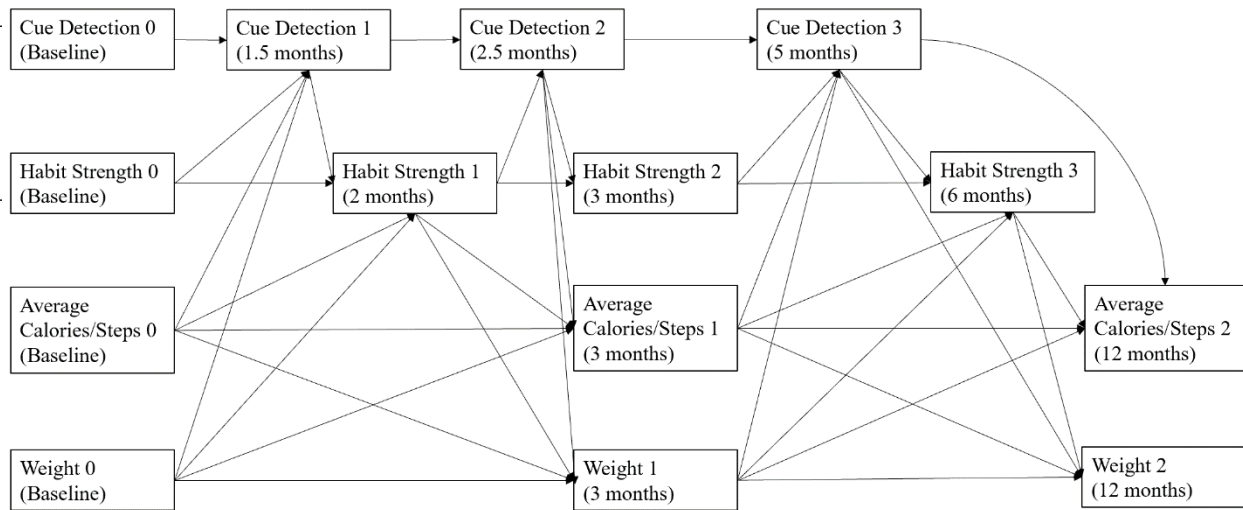 Cue Detection 0
(Baseline)
Cue Detection 1
(1.5 months)
Cue Detection 2
(2.5 months)
Cue Detection 3
(5 months)
Habit Strength 0
(Baseline)
Habit Strength 1
(2 months)
Habit Strength 2
(3 months)
Habit Strength 3
(6 months)
Average
Calories/Steps 0
(Baseline)
Average
Calories/Steps 1
(3 months)
Average
Calories/Steps 2
(12 months)
Weight 0
(Baseline)
Weight 1
(3 months)
Weight 2
(12 months)